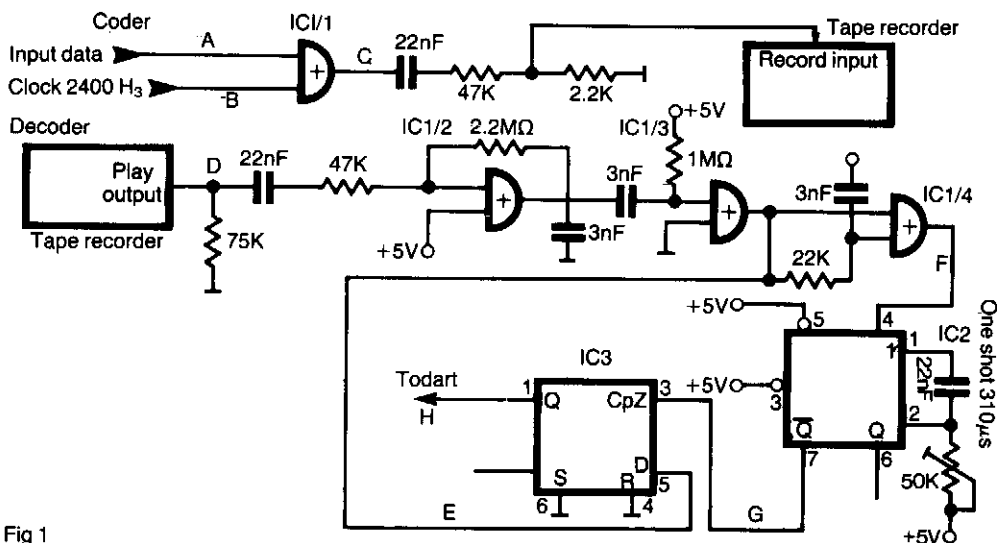 Coder
Input data
A
ICI/1
Clock 2400 H3
B
C
22nF
47K
2.2K
Tape recorder
Record input
Decoder
Play output
Tape recorder
D
22nF
75K
47K
IC1/2
2.2MΩ
+5V
3nF
3nF
IC1/3
+5V
1MΩ
22K
3nF
IC1/4
F
+5V
5
4
+5V
3
1
IC2
22nF
2
Q̅
Q
7
6
50K
+5V
One shot 310µs
IC3
Todart
H
1
Q
CpZ
3
D
5
S
R
6
4
E
G
Fig 1